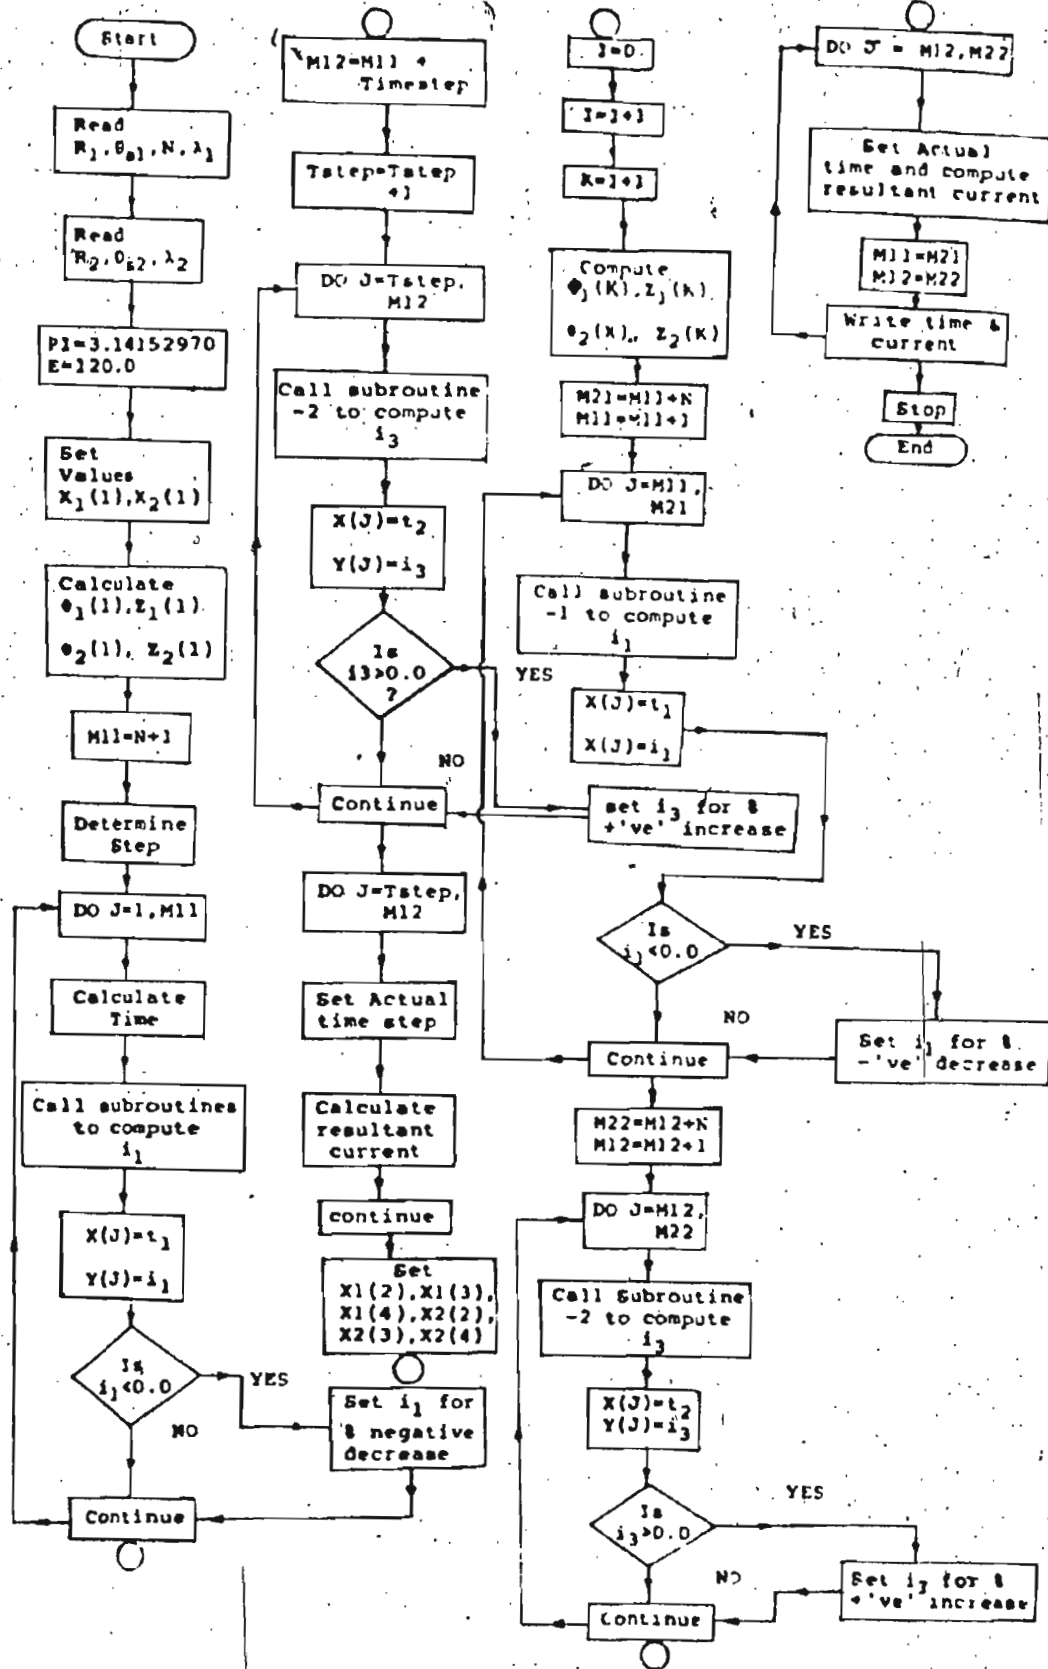 Start
Read
R1,θs1,N,λ1
Read
R2,θs2,λ2
PI=3.14152970
E=120.0
Set
Values
X1(1),X2(1)
Calculate
Φ1(1),Z1(1)
Φ2(1), Z2(1)
M11=N+1
Determine
Step
DO J=1,M11
Calculate
Time
Call subroutines
to compute
i1
X(J)=t1
Y(J)=i1
Is
i1<0.0
YES
NO
Continue
M12=M11 +
Timestep
Tstep=Tstep
+1
DO J=Tstep,
M12
Call subroutine
-2 to compute
i3
X(J)=t2
Y(J)=i3
Is
i3>0.0
?
YES
NO
Continue
DO J=Tstep,
M12
Set Actual
time step
Calculate
resultant
current
continue
Set
X1(2),X1(3),
X1(4),X2(2),
X2(3),X2(4)
Set i1 for
% negative
decrease
I=0
I=I+1
K=I+1
Compute
Φ1(K),Z1(K)
Φ2(K), Z2(K)
M21=M11+N
M11=M11+1
DO J=M11,
M21
Call subroutine
-1 to compute
i1
X(J)=t1
X(J)=i1
set i3 for %
+'ve' increase
Is
i1<0.0
YES
NO
Set i1 for %
-'ve' decrease
Continue
M22=M12+N
M12=M12+1
DO J=M12,
M22
Call Subroutine
-2 to compute
i3
X(J)=t2
Y(J)=i3
Is
i3>0.0
YES
NO
Set i3 for %
+'ve' increase
Continue
DO J = M12,M22
Set Actual
time and compute
resultant current
M11=M21
M12=M22
Write time &
current
Stop
End